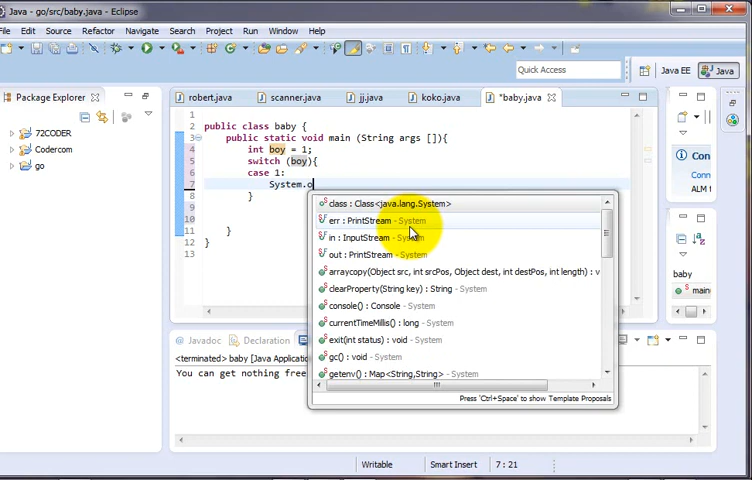 Java - go/src/baby.java - Eclipse
File Edit Source Refactor Navigate Search Project Run Window Help
Quick Access
Java EE
Java
Package Explorer
72CODER
Codercom
go
robert.java
scanner.java
jj.java
koko.java
*baby.java
1
2 public class baby {
3 public static void main (String args []){
4 int boy = 1;
5 switch (boy){
6 case 1:
7 System.o
8 }
9
10
11 }
12 }
13
class : Class<java.lang.System>
err : PrintStream - System
in : InputStream - System
out : PrintStream - System
arraycopy(Object src, int srcPos, Object dest, int destPos, int length) : v
clearProperty(String key) : String - System
console() : Console - System
currentTimeMillis() : long - System
exit(int status) : void - System
gc() : void - System
getenv() : Map<String,String> - System
Press 'Ctrl+Space' to show Template Proposals
Con
Conne
ALM t
baby
main
Javadoc
Declaration
<terminated> baby [Java Applicatio
You can get nothing free
Writable
Smart Insert
7 : 21